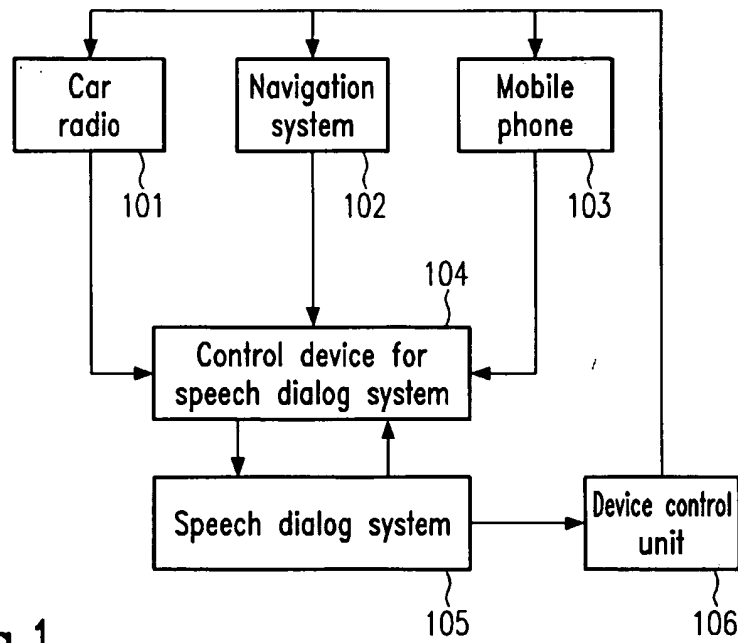 Car
radio
Navigation
system
Mobile
phone
101
102
103
104
Control device for
speech dialog system
Speech dialog system
Device control
unit
105
106